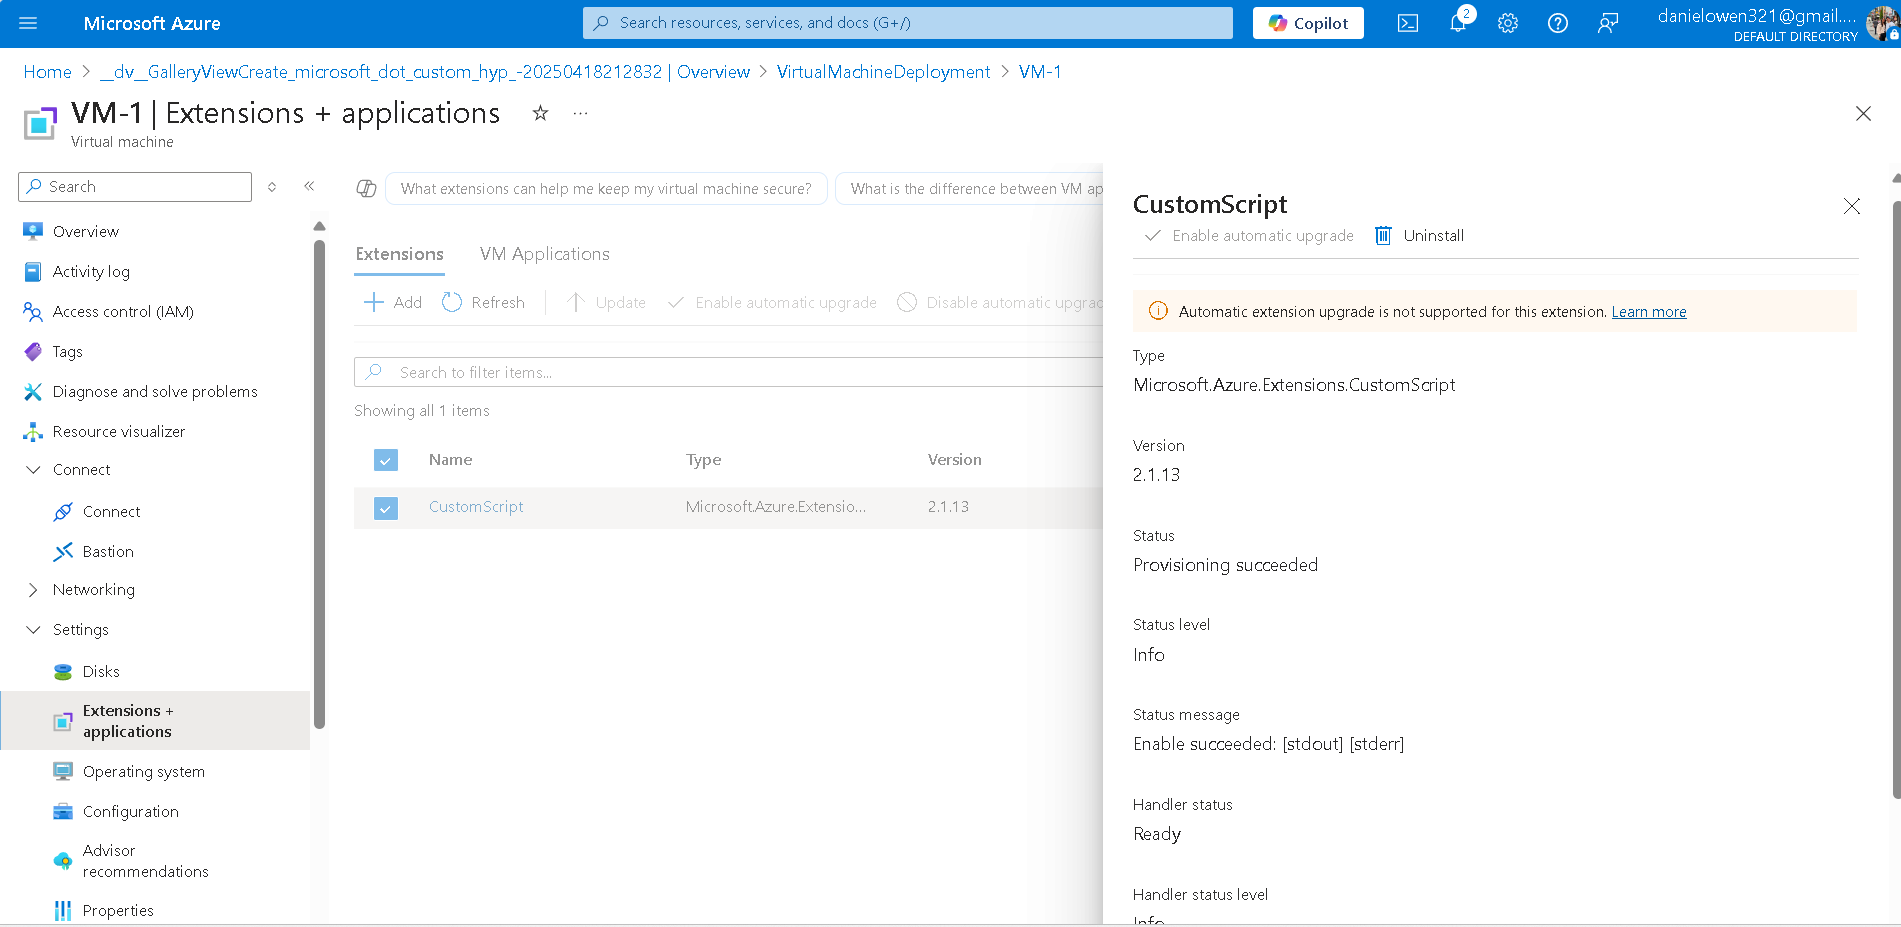 Microsoft Azure
Search resources, services, and docs (G+/)
Copilot
2
danielowen321@gmail....
DEFAULT DIRECTORY
Home > __dv__GalleryViewCreate_microsoft_dot_custom_hyp_-20250418212832 | Overview > VirtualMachineDeployment > VM-1
VM-1 | Extensions + applications
Virtual machine
Search
Overview
Activity log
Access control (IAM)
Tags
Diagnose and solve problems
Resource visualizer
Connect
Connect
Bastion
Networking
Settings
Disks
Extensions +
applications
Operating system
Configuration
Advisor
recommendations
Properties
What extensions can help me keep my virtual machine secure?
What is the difference between VM ap
Extensions
VM Applications
Add
Refresh
Update
Enable automatic upgrade
Disable automatic upgrad
Search to filter items...
Showing all 1 items
Name Type Version
CustomScript Microsoft.Azure.Extensio... 2.1.13
CustomScript
Enable automatic upgrade
Uninstall
Automatic extension upgrade is not supported for this extension. Learn more
Type
Microsoft.Azure.Extensions.CustomScript
Version
2.1.13
Status
Provisioning succeeded
Status level
Info
Status message
Enable succeeded: [stdout] [stderr]
Handler status
Ready
Handler status level
Info